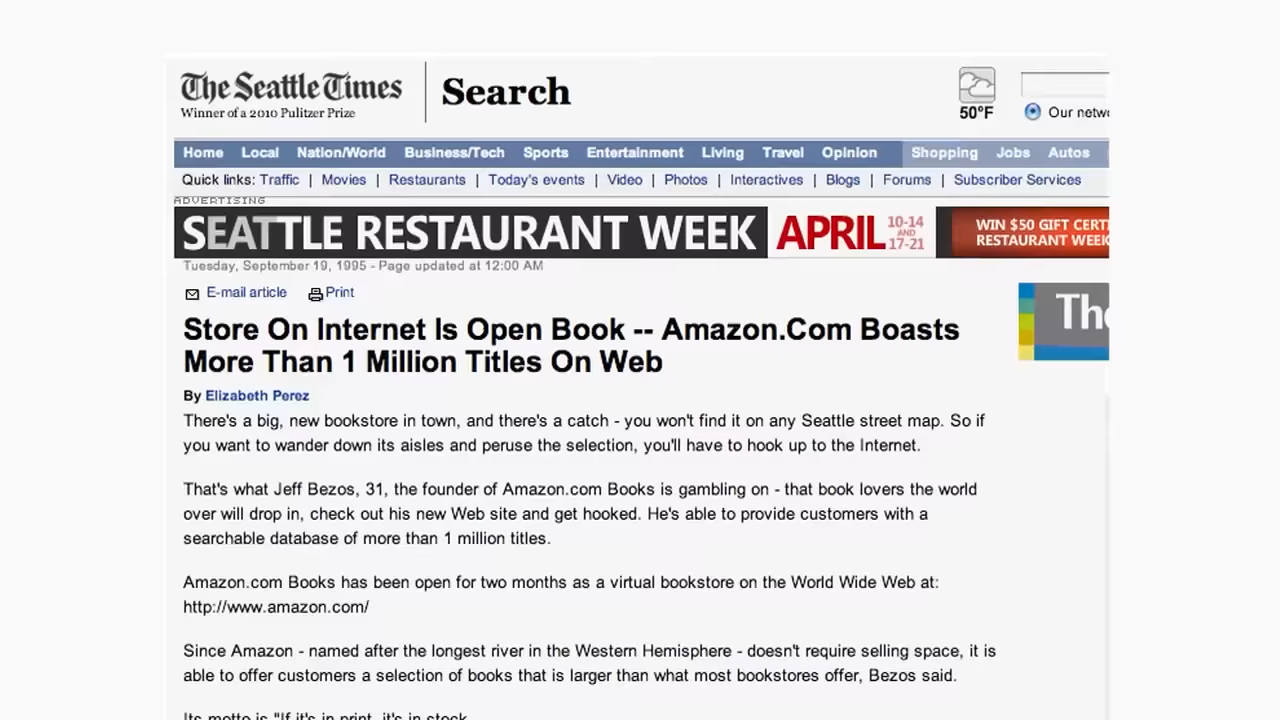 The Seattle Times
Winner of a 2010 Pulitzer Prize
Search
50°F
Our netwo
Home Local Nation/World Business/Tech Sports Entertainment Living Travel Opinion Shopping Jobs Autos
Quick links: Traffic | Movies | Restaurants | Today's events | Video | Photos | Interactives | Blogs | Forums | Subscriber Services
ADVERTISING
SEATTLE RESTAURANT WEEK APRIL 10-14 AND 17-21
WIN $50 GIFT CERT
RESTAURANT WEEK
Tuesday, September 19, 1995 - Page updated at 12:00 AM
E-mail article Print
The
Store On Internet Is Open Book -- Amazon.Com Boasts
More Than 1 Million Titles On Web
By Elizabeth Perez
There's a big, new bookstore in town, and there's a catch - you won't find it on any Seattle street map. So if
you want to wander down its aisles and peruse the selection, you'll have to hook up to the Internet.
That's what Jeff Bezos, 31, the founder of Amazon.com Books is gambling on - that book lovers the world
over will drop in, check out his new Web site and get hooked. He's able to provide customers with a
searchable database of more than 1 million titles.
Amazon.com Books has been open for two months as a virtual bookstore on the World Wide Web at:
http://www.amazon.com/
Since Amazon - named after the longest river in the Western Hemisphere - doesn't require selling space, it is
able to offer customers a selection of books that is larger than what most bookstores offer, Bezos said.
Its motto is "If it's in print, it's in stock